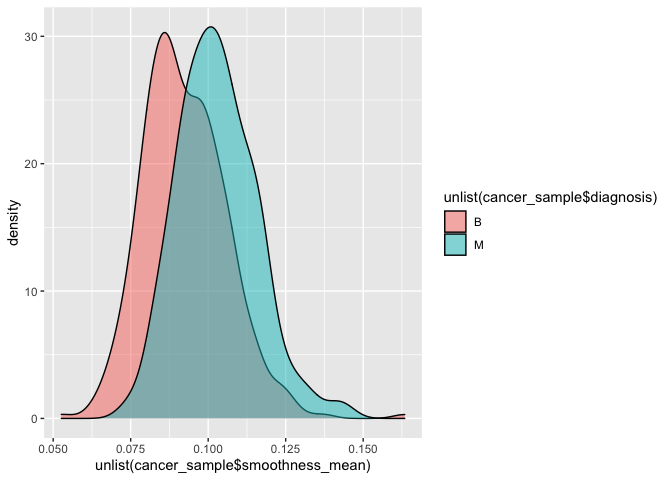 30
20
10
0
density
0.050 0.075 0.100 0.125 0.150
unlist(cancer_sample$smoothness_mean)
unlist(cancer_sample$diagnosis)
B
M